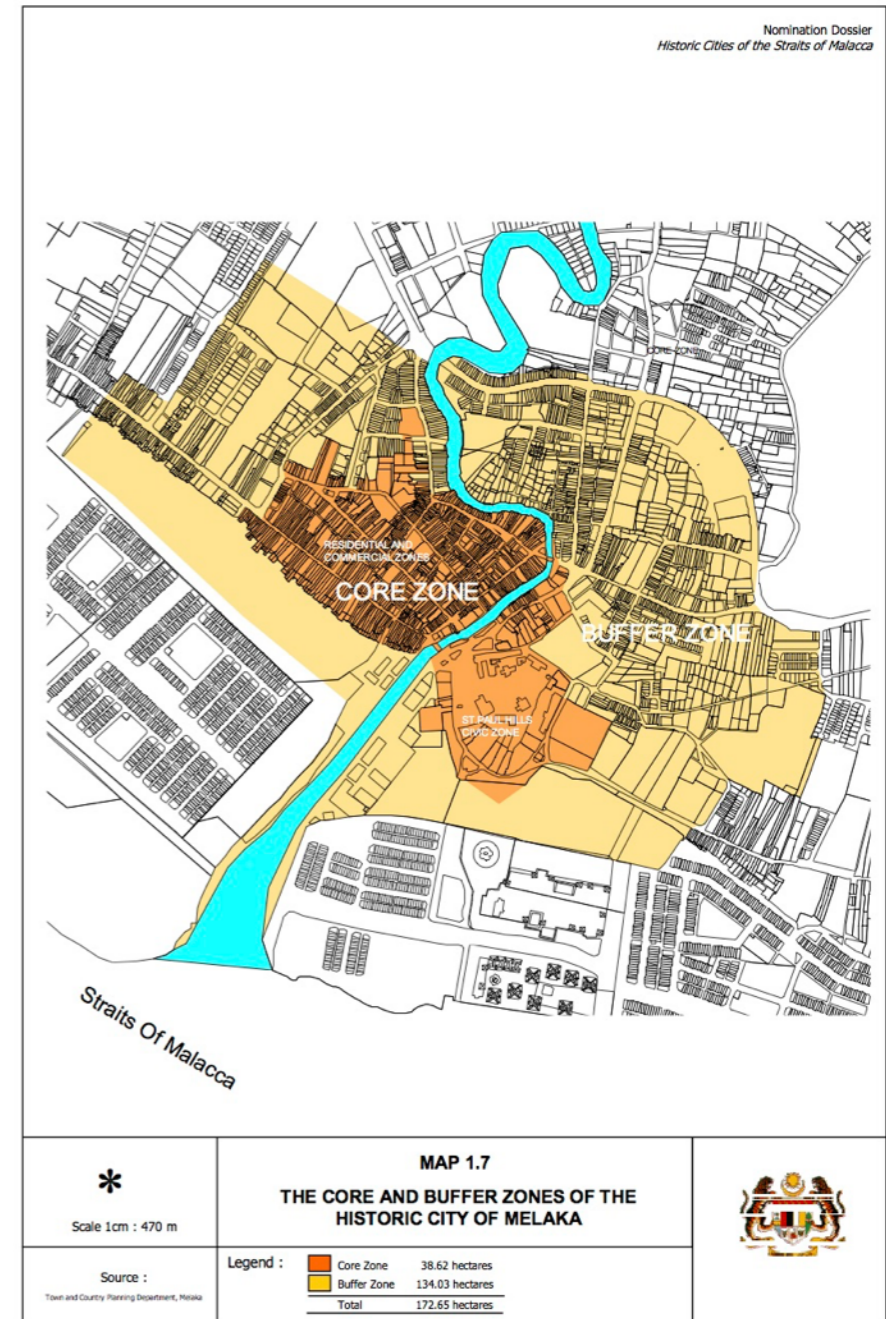 Nomination Dossier
Historic Cities of the Straits of Malacca
CORE ZONE
RESIDENTIAL AND
COMMERCIAL ZONES
CORE ZONE
BUFFER ZONE
ST.PAUL HILLS
CIVIC ZONE
Straits Of Malacca
*
Scale 1cm : 470 m
MAP 1.7
THE CORE AND BUFFER ZONES OF THE
HISTORIC CITY OF MELAKA
Source :
Town and Country Planning Department, Melaka
Legend :
Core Zone 38.62 hectares
Buffer Zone 134.03 hectares
Total 172.65 hectares